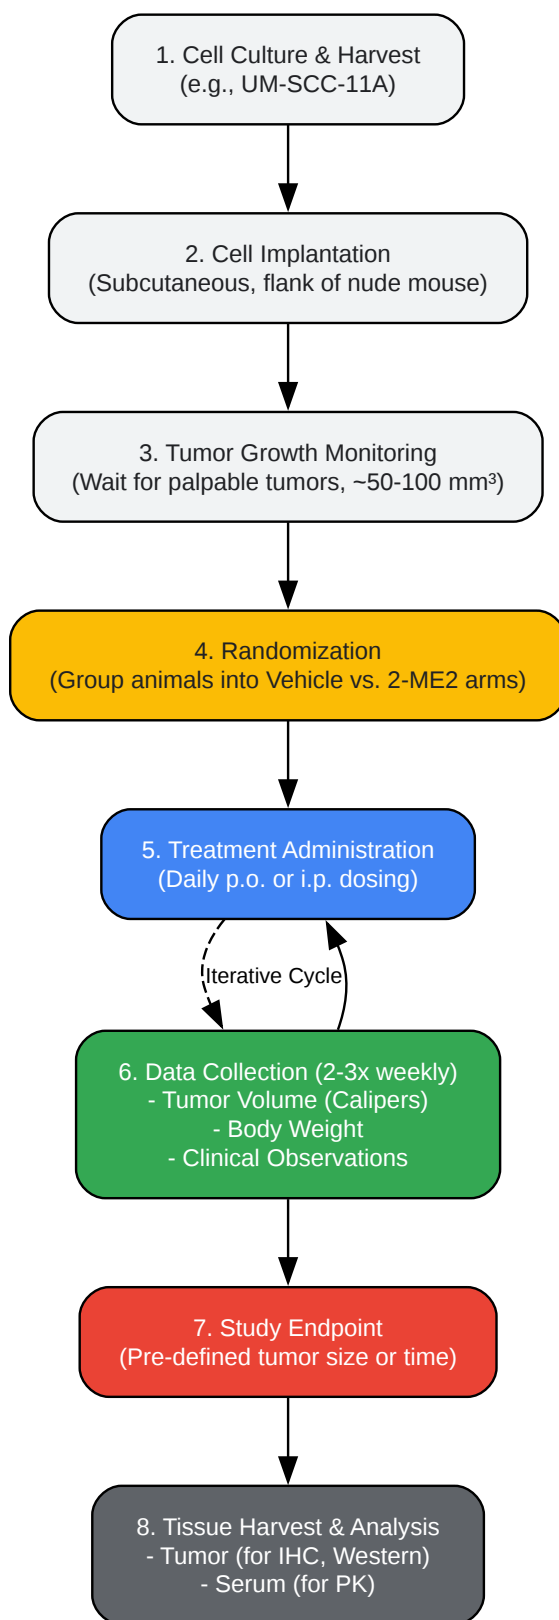 1. Cell Culture & Harvest
(e.g., UM-SCC-11A)
2. Cell Implantation
(Subcutaneous, flank of nude mouse)
3. Tumor Growth Monitoring
(Wait for palpable tumors, ~50-100 mm³)
4. Randomization
(Group animals into Vehicle vs. 2-ME2 arms)
5. Treatment Administration
(Daily p.o. or i.p. dosing)
Iterative Cycle
6. Data Collection (2-3x weekly)
- Tumor Volume (Calipers)
- Body Weight
- Clinical Observations
7. Study Endpoint
(Pre-defined tumor size or time)
8. Tissue Harvest & Analysis
- Tumor (for IHC, Western)
- Serum (for PK)